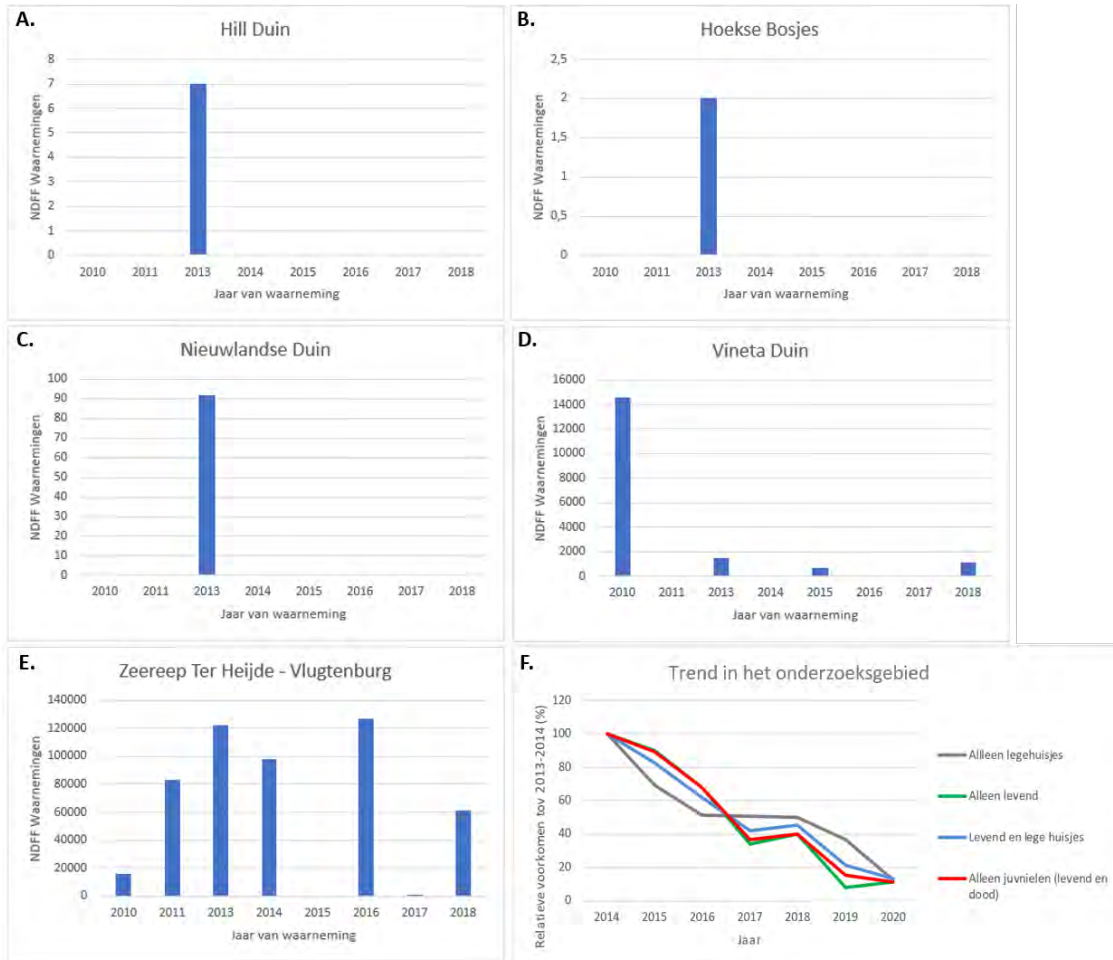 A.
Hill Duin
NDFF Waarnemingen
8
7
6
5
4
3
2
1
0
2010 2011 2013 2014 2015 2016 2017 2018
Jaar van waarneming
B.
Hoekse Bosjes
NDFF Waarnemingen
2,5
2
1,5
1
0,5
0
2010 2011 2013 2014 2015 2016 2017 2018
Jaar van waarneming
C.
Nieuwlandse Duin
NDFF Waarnemingen
100
90
80
70
60
50
40
30
20
10
0
2010 2011 2013 2014 2015 2016 2017 2018
Jaar van waarneming
D.
Vineta Duin
NDFF Waarnemingen
16000
14000
12000
10000
8000
6000
4000
2000
0
2010 2011 2013 2014 2015 2016 2017 2018
Jaar van waarneming
E.
Zeereep Ter Heijde - Vlugtenburg
NDFF Waarnemingen
140000
120000
100000
80000
60000
40000
20000
0
2010 2011 2013 2014 2015 2016 2017 2018
Jaar van waarneming
F.
Trend in het onderzoeksgebied
Relatieve voorkomen tov 2013-2014 (%)
120
100
80
60
40
20
0
2014 2015 2016 2017 2018 2019 2020
Jaar
Alleen legehuisjes
Alleen levend
Levend en lege huisjes
Alleen juvnielen (levend en
dood)